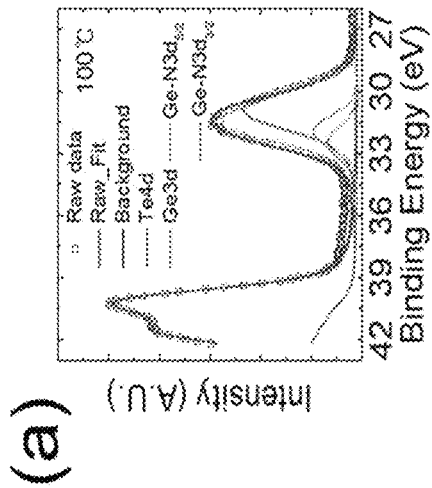 (a)
Raw data 100℃
Raw_Fit
Background
Te4d
Ge3d Ge-N3d5/2
Ge-N3d3/2
Intensity (A.U.)
42 39 36 33 30 27
Binding Energy (eV)